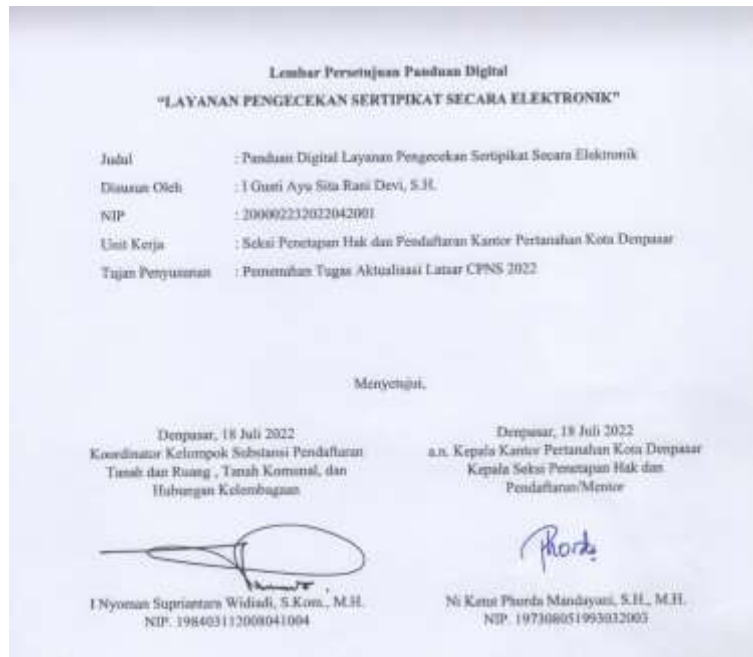 Lembar Persetujuan Panduan Digital
“LAYANAN PENGECEKAN SERTIPIKAT SECARA ELEKTRONIK”
Judul : Panduan Digital Layanan Pengecekan Sertipikat Secara Elektronik
Disusun Oleh : I Gusti Ayu Sita Rani Devi, S.H.
NIP : 200002232022042001
Unit Kerja : Seksi Penetapan Hak dan Pendaftaran Kantor Pertanahan Kota Denpasar
Tujan Penyusunan : Pemenuhan Tugas Aktualisasi Latsar CPNS 2022
Menyetujui,
Denpasar, 18 Juli 2022
Koordinator Kelompok Substansi Pendaftaran
Tanah dan Ruang , Tanah Komunal, dan
Hubungan Kelembagaan
I Nyoman Supriantara Widiadi, S.Kom., M.H.
NIP. 198403112008041004
Denpasar, 18 Juli 2022
a.n. Kepala Kantor Pertanahan Kota Denpasar
Kepala Seksi Penetapan Hak dan
Pendaftaran/Mentor
Phorda
Ni Ketut Phorda Mandayani, S.H., M.H.
NIP. 197308051993032003